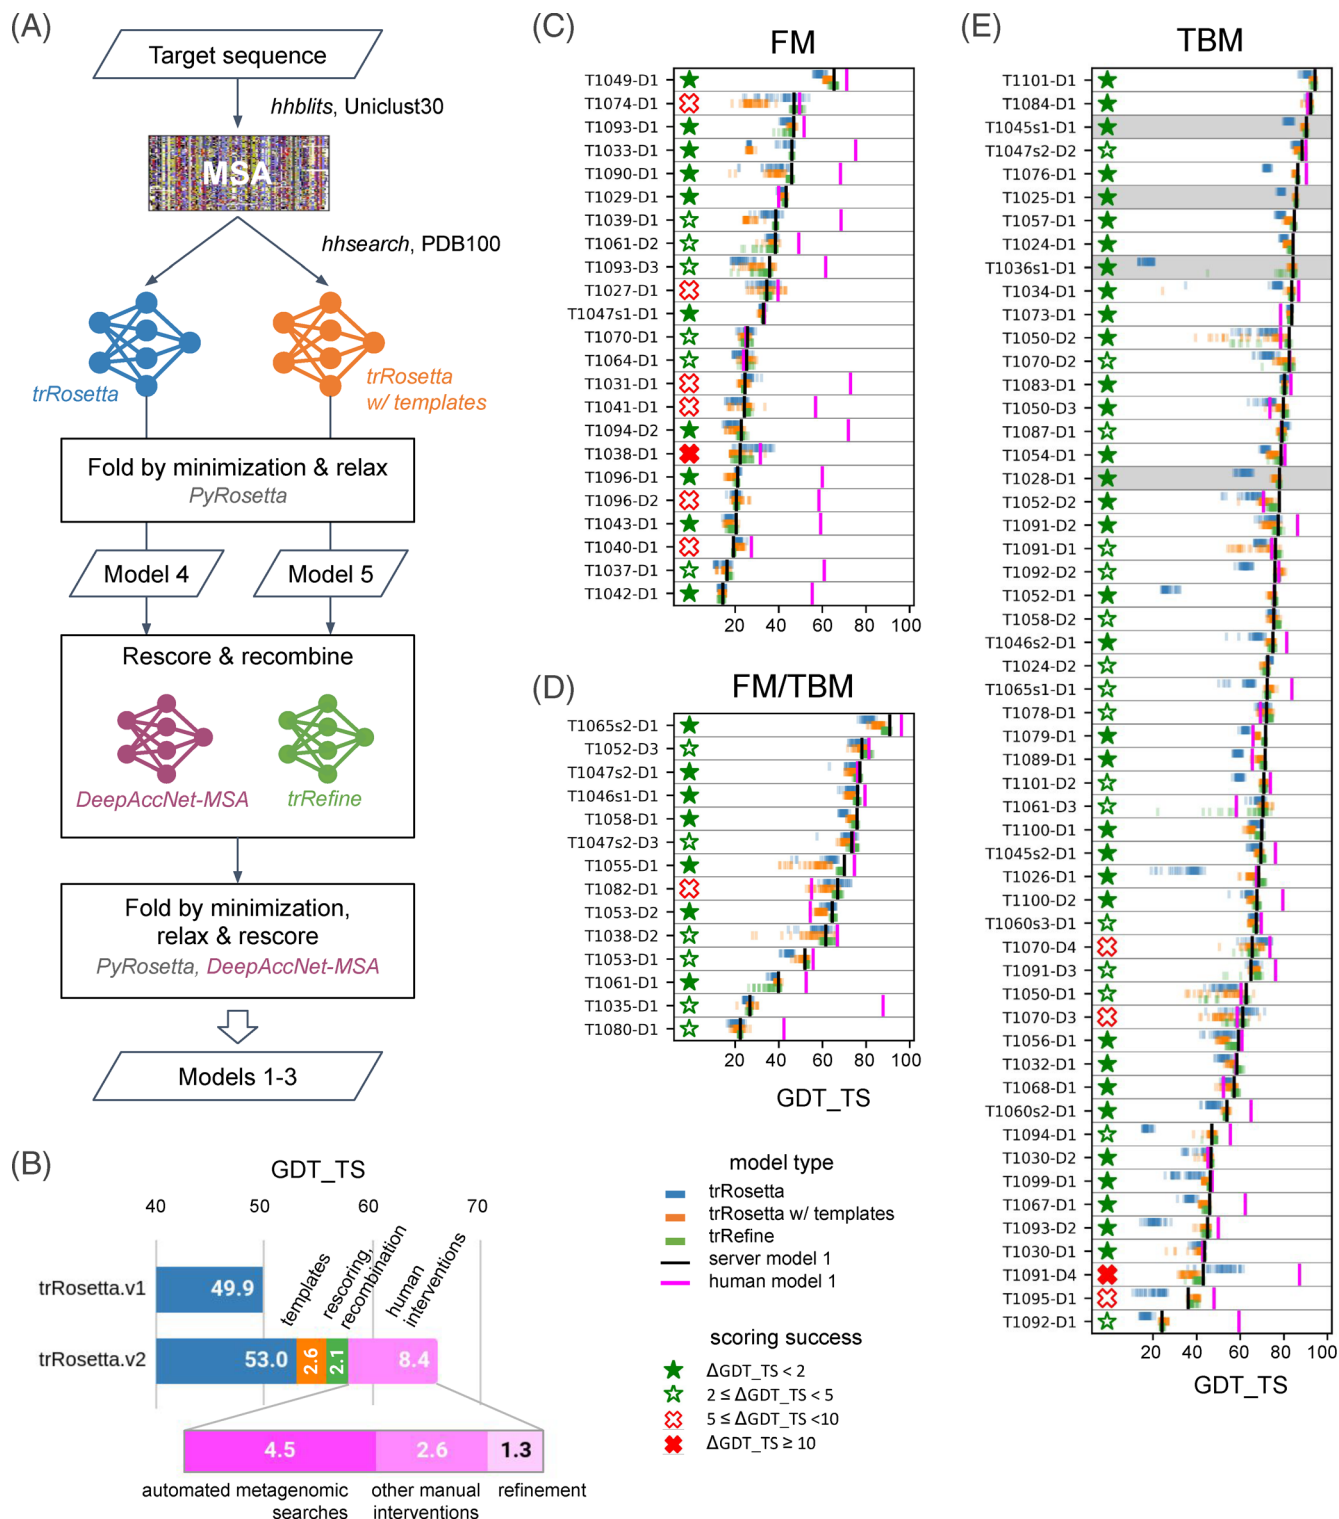 (A)
Target sequence
hhblits, Uniclust30
MSA
hhsearch, PDB100
trRosetta
trRosetta
w/ templates
Fold by minimization & relax
PyRosetta
Model 4
Model 5
Rescore & recombine
DeepAccNet-MSA
trRefine
Fold by minimization,
relax & rescore
PyRosetta, DeepAccNet-MSA
Models 1-3
(B)
GDT_TS
40
50
60
70
templates
rescoring,
recombination
human
interventions
trRosetta.v1
49.9
trRosetta.v2
53.0
2.6
2.1
8.4
4.5
2.6
1.3
automated metagenomic
searches
other manual
interventions
refinement
(C)
FM
T1049-D1
T1074-D1
T1093-D1
T1033-D1
T1090-D1
T1029-D1
T1039-D1
T1061-D2
T1093-D3
T1027-D1
T1047s1-D1
T1070-D1
T1064-D1
T1031-D1
T1041-D1
T1094-D2
T1038-D1
T1096-D1
T1096-D2
T1043-D1
T1040-D1
T1037-D1
T1042-D1
20
40
60
80
100
(D)
FM/TBM
T1065s2-D1
T1052-D3
T1047s2-D1
T1046s1-D1
T1058-D1
T1047s2-D3
T1055-D1
T1082-D1
T1053-D2
T1038-D2
T1053-D1
T1061-D1
T1035-D1
T1080-D1
20
40
60
80
100
GDT_TS
model type
trRosetta
trRosetta w/ templates
trRefine
server model 1
human model 1
scoring success
ΔGDT_TS < 2
2 ≤ ΔGDT_TS < 5
5 ≤ ΔGDT_TS <10
ΔGDT_TS ≥ 10
(E)
TBM
T1101-D1
T1084-D1
T1045s1-D1
T1047s2-D2
T1076-D1
T1025-D1
T1057-D1
T1024-D1
T1036s1-D1
T1034-D1
T1073-D1
T1050-D2
T1070-D2
T1083-D1
T1050-D3
T1087-D1
T1054-D1
T1028-D1
T1052-D2
T1091-D2
T1091-D1
T1092-D2
T1052-D1
T1058-D2
T1046s2-D1
T1024-D2
T1065s1-D1
T1078-D1
T1079-D1
T1089-D1
T1101-D2
T1061-D3
T1100-D1
T1045s2-D1
T1026-D1
T1100-D2
T1060s3-D1
T1070-D4
T1091-D3
T1050-D1
T1070-D3
T1056-D1
T1032-D1
T1068-D1
T1060s2-D1
T1094-D1
T1030-D2
T1099-D1
T1067-D1
T1093-D2
T1030-D1
T1091-D4
T1095-D1
T1092-D1
20
40
60
80
100
GDT_TS